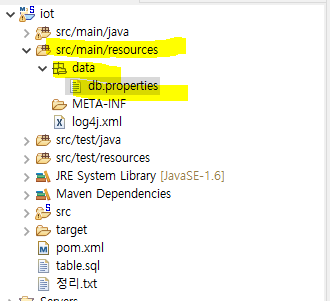 iot
src/main/java
src/main/resources
data
db.properties
META-INF
log4j.xml
src/test/java
src/test/resources
JRE System Library [JavaSE-1.6]
Maven Dependencies
src
target
pom.xml
table.sql
정리.txt
Servers